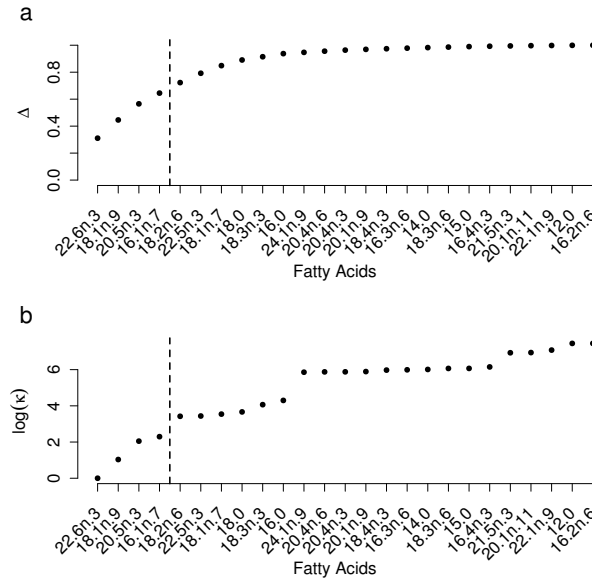 a
0.8
0.4
0.0
Δ
22.6n.3
18.1n.9
20.5n.3
16.1n.7
18.2n.6
22.5n.3
18.1n.7
18.0
18.3n.3
16.0
24.1n.9
20.4n.6
20.4n.3
20.1n.9
18.4n.3
16.3n.6
14.0
18.3n.6
15.0
16.4n.3
21.5n.3
20.1n.11
22.1n.9
12.0
16.2n.6
Fatty Acids
b
6
4
2
0
log(κ)
22.6n.3
18.1n.9
20.5n.3
16.1n.7
18.2n.6
22.5n.3
18.1n.7
18.0
18.3n.3
16.0
24.1n.9
20.4n.6
20.4n.3
20.1n.9
18.4n.3
16.3n.6
14.0
18.3n.6
15.0
16.4n.3
21.5n.3
20.1n.11
22.1n.9
12.0
16.2n.6
Fatty Acids